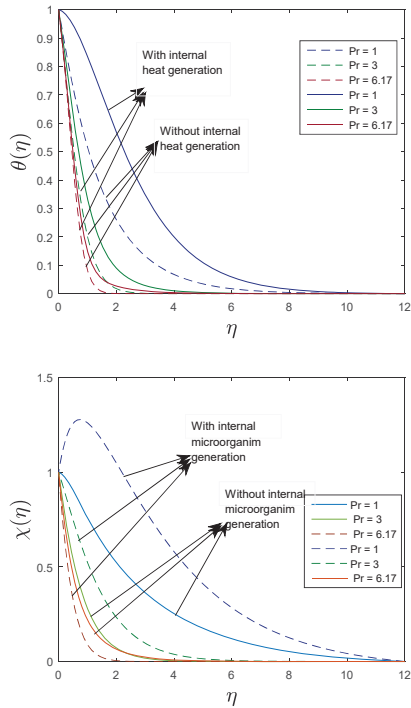 1
0.9
0.8
0.7
0.6
0.5
0.4
0.3
0.2
0.1
0
θ(η)
With internal
heat generation
Without internal
heat generation
Pr = 1
Pr = 3
Pr = 6.17
Pr = 1
Pr = 3
Pr = 6.17
0 2 4 6 8 10 12
η
1.5
1
0.5
0
χ(η)
With internal
microorganim
generation
Without internal
microorganim
generation
Pr = 1
Pr = 3
Pr = 6.17
Pr = 1
Pr = 3
Pr = 6.17
0 2 4 6 8 10 12
η